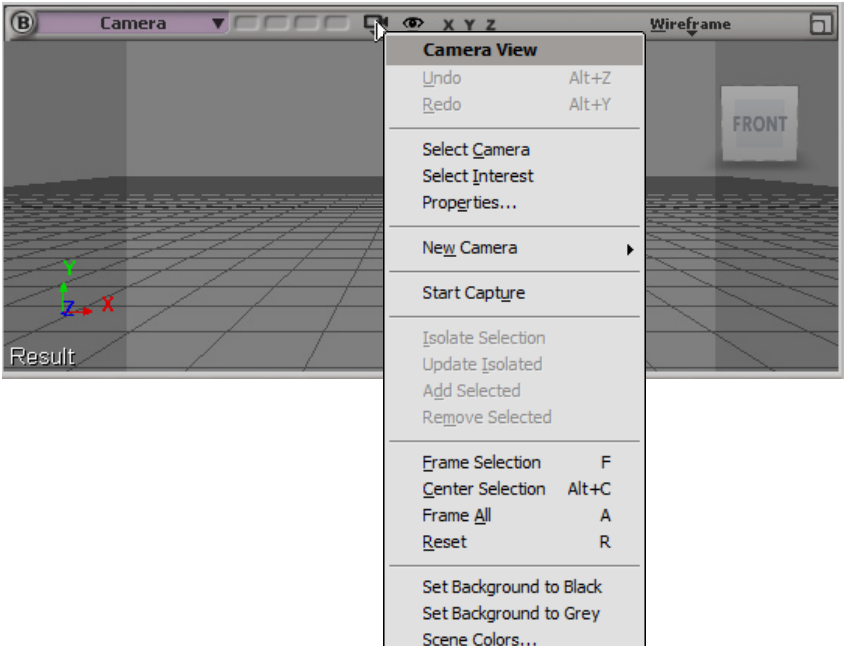 B Camera X Y Z Wireframe
Camera View
Undo Alt+Z
Redo Alt+Y
FRONT
Select Camera
Select Interest
Properties...
New Camera
Y
Z X
Start Capture
Result
Isolate Selection
Update Isolated
Add Selected
Remove Selected
Frame Selection F
Center Selection Alt+C
Frame All A
Reset R
Set Background to Black
Set Background to Grey
Scene Colors...